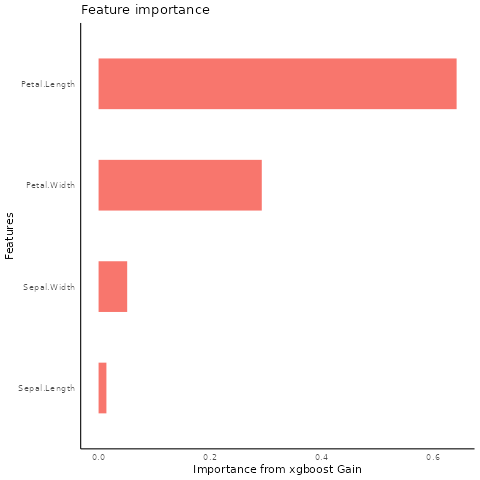 Feature importance
Petal.Length
Petal.Width
Sepal.Width
Sepal.Length
Features
0.0 0.2 0.4 0.6
Importance from xgboost Gain